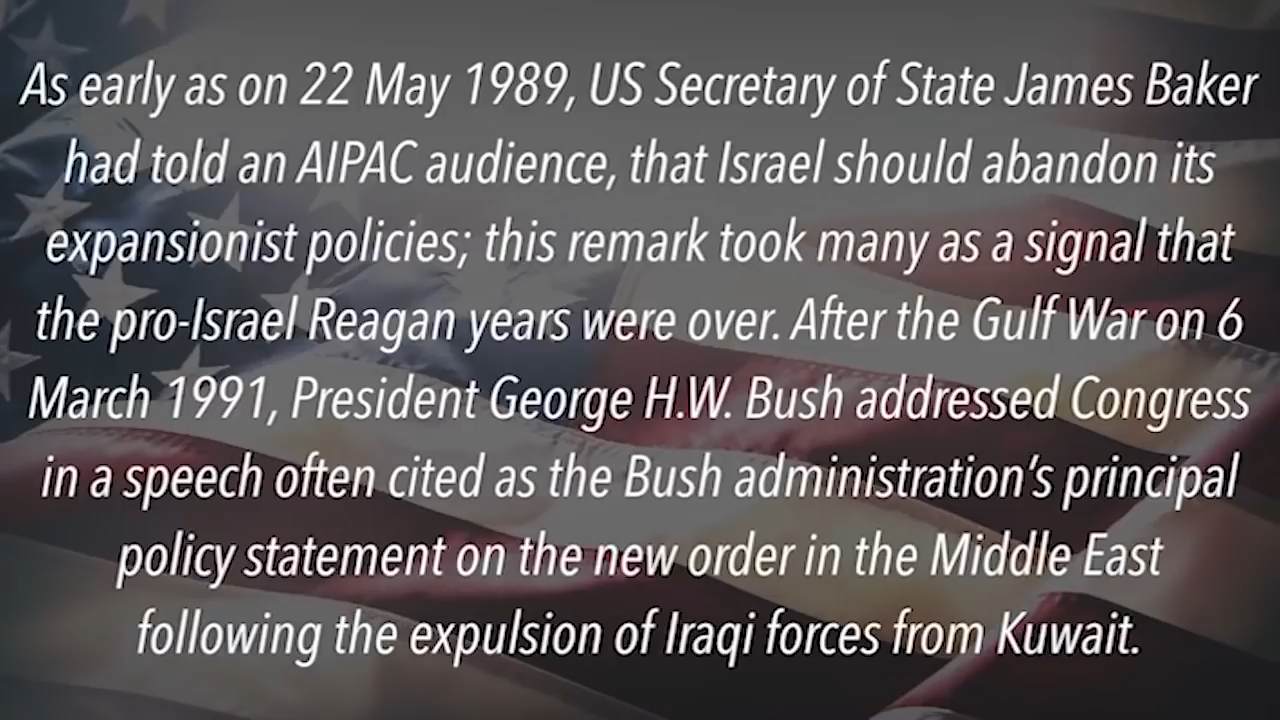 As early as on 22 May 1989, US Secretary of State James Baker
had told an AIPAC audience, that Israel should abandon its
expansionist policies; this remark took many as a signal that
the pro-Israel Reagan years were over. After the Gulf War on 6
March 1991, President George H.W. Bush addressed Congress
in a speech often cited as the Bush administration’s principal
policy statement on the new order in the Middle East
following the expulsion of Iraqi forces from Kuwait.